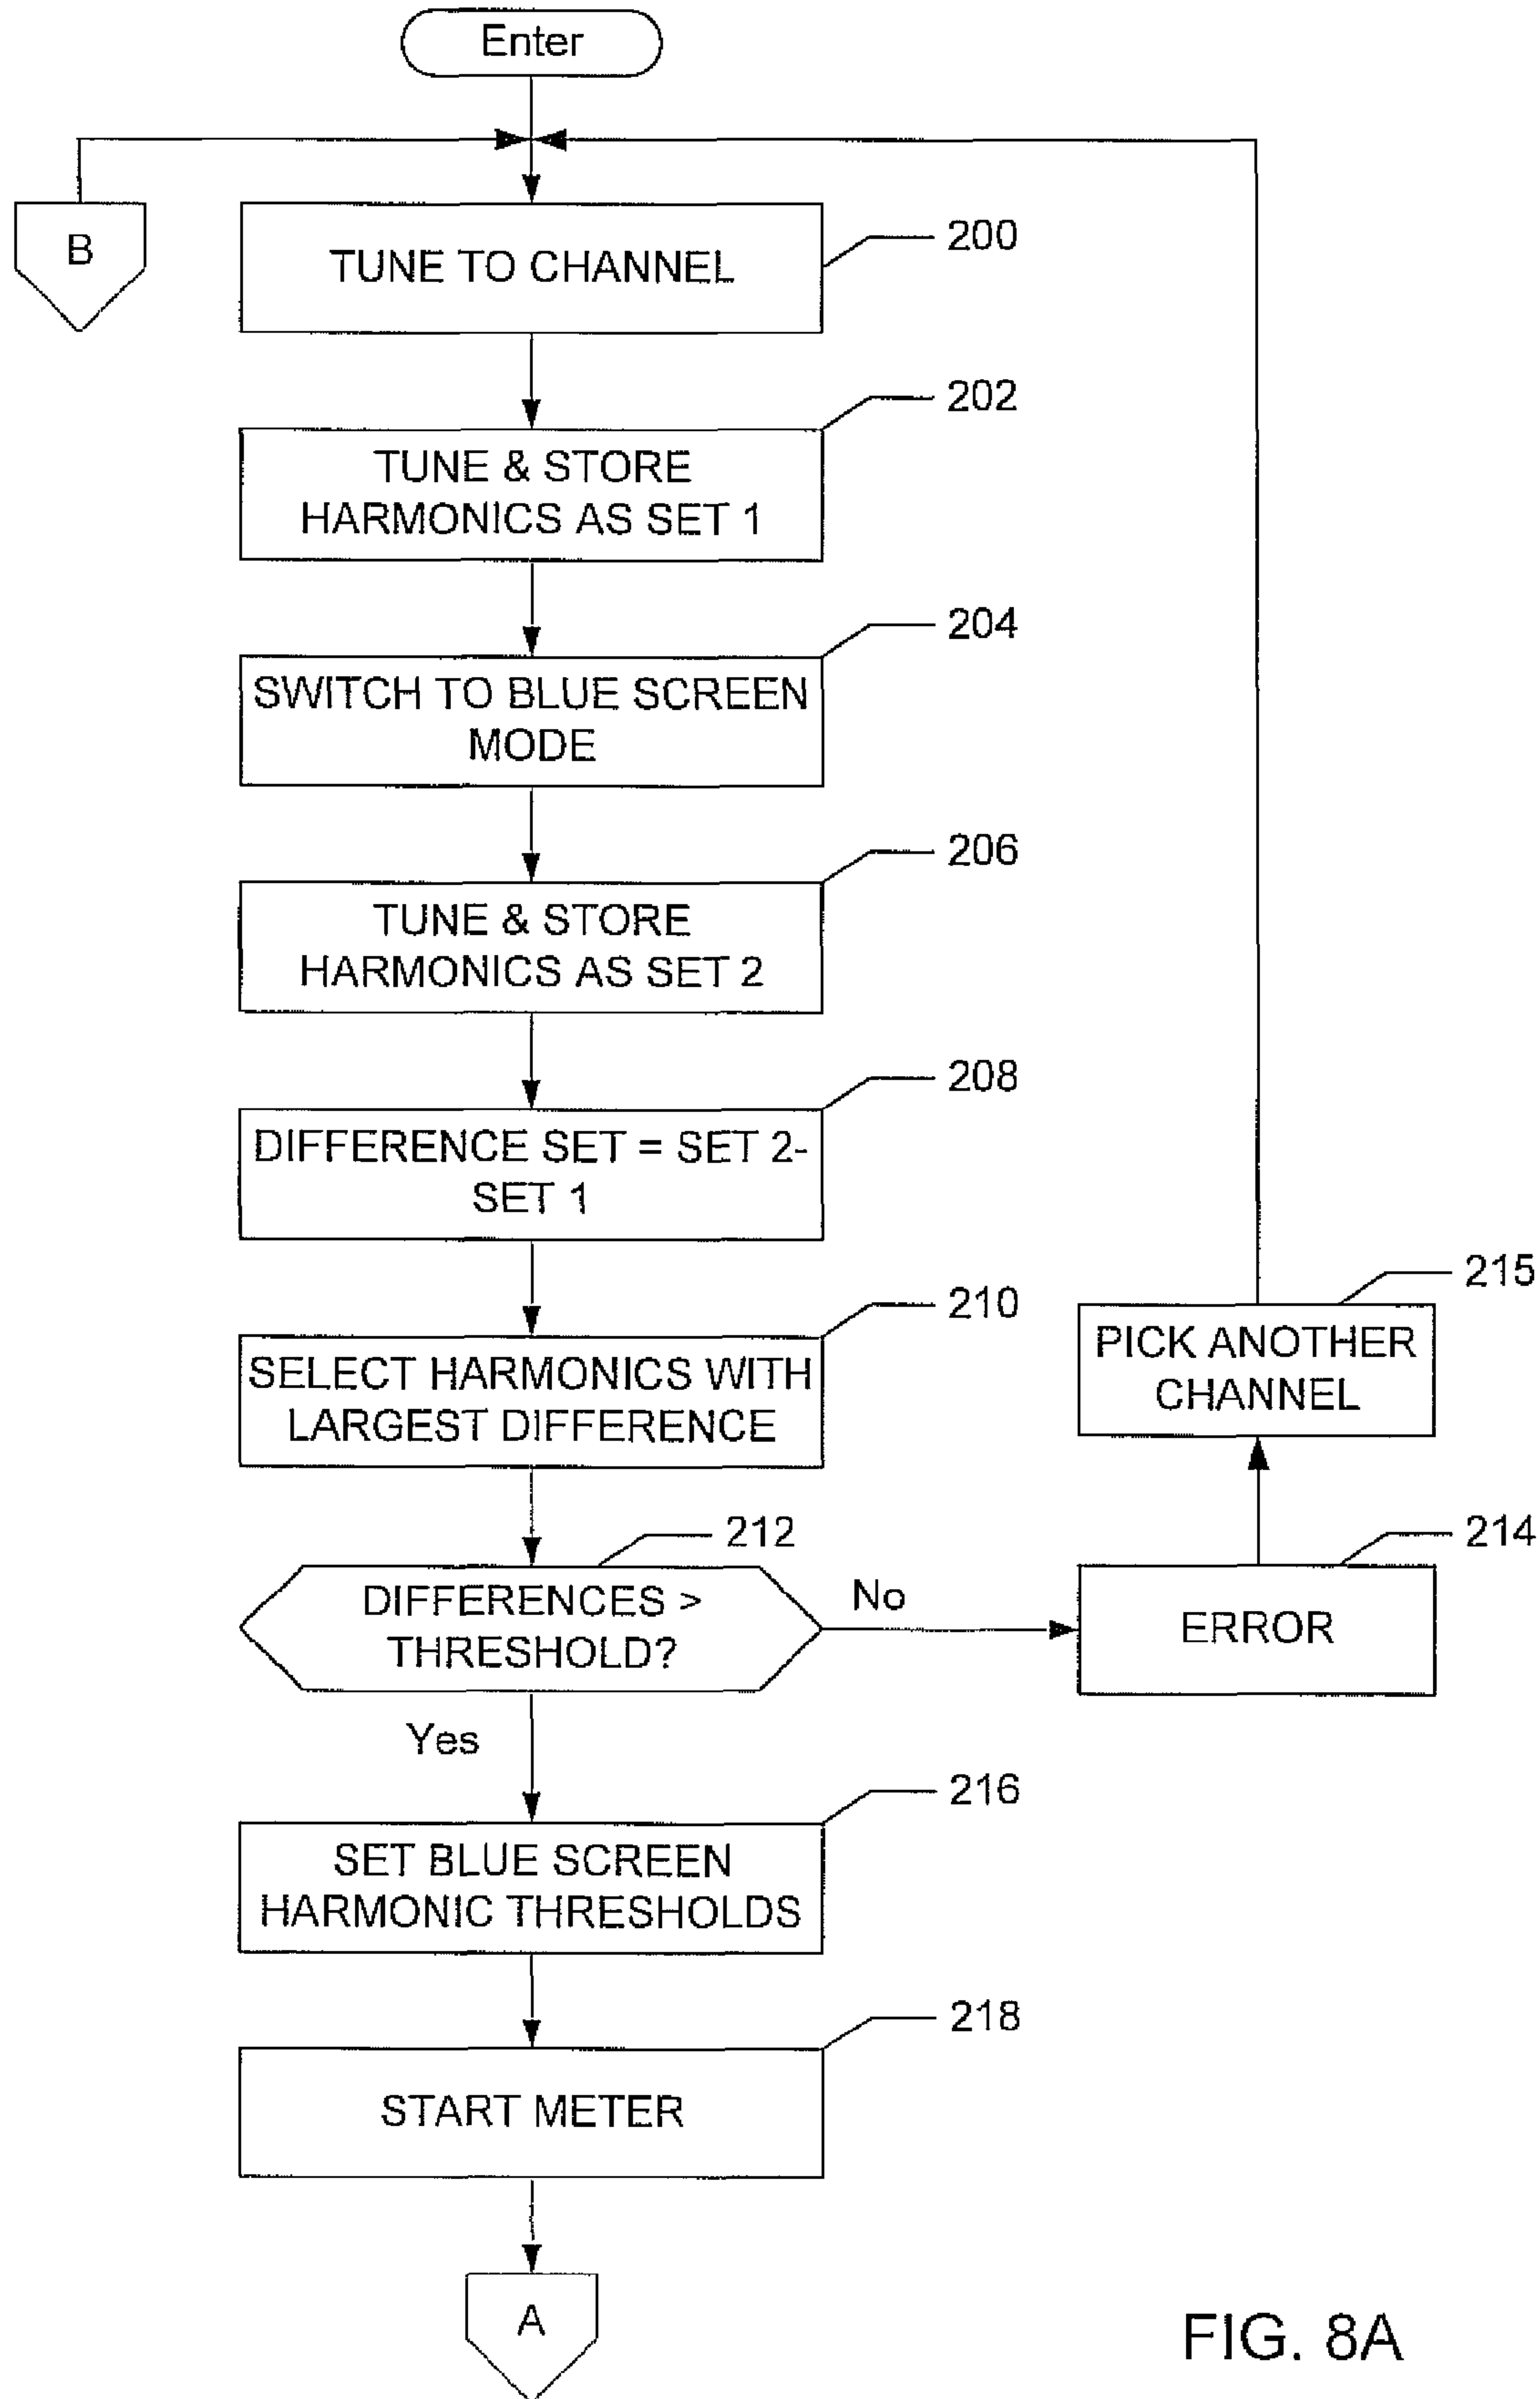 Enter
B
TUNE TO CHANNEL
200
202
TUNE & STORE
HARMONICS AS SET 1
204
SWITCH TO BLUE SCREEN
MODE
206
TUNE & STORE
HARMONICS AS SET 2
208
DIFFERENCE SET = SET 2-
SET 1
210
SELECT HARMONICS WITH
LARGEST DIFFERENCE
215
PICK ANOTHER
CHANNEL
212
DIFFERENCES >
THRESHOLD?
No
214
ERROR
Yes
216
SET BLUE SCREEN
HARMONIC THRESHOLDS
218
START METER
A
FIG. 8A